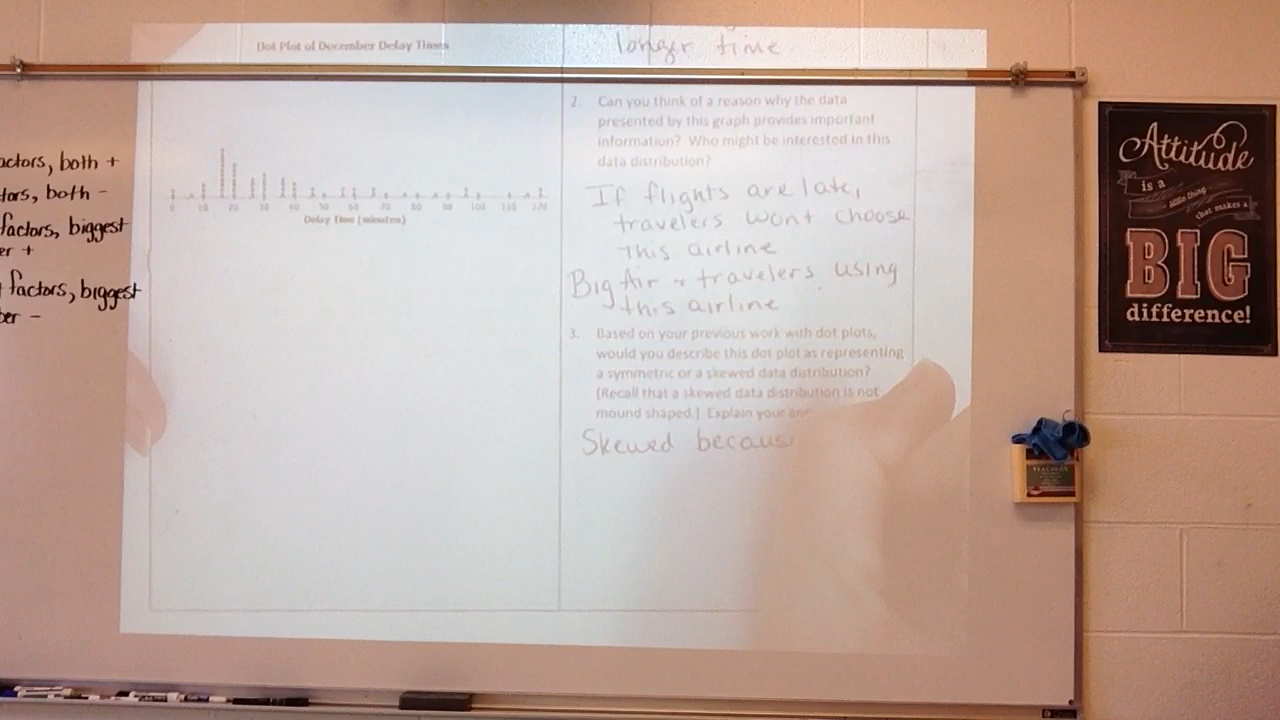 Dot Plot of December Delay Times
0 10 20 30 40 50 60 70 80 90 100 110 120
Delay Time (minutes)
longer time
2. Can you think of a reason why the data
presented by this graph provides important
information? Who might be interested in this
data distribution?
If flights are late,
travelers wont choose
this airline
Big Air + travelers using
this airline
3. Based on your previous work with dot plots,
would you describe this dot plot as representing
a symmetric or a skewed data distribution?
(Recall that a skewed data distribution is not
mound shaped.) Explain your
Skewed becaus
actors, both +
tors, both -
factors, biggest
er +
factors, biggest
ber -
Attitude
is a
little thing
that makes a
BIG
difference!